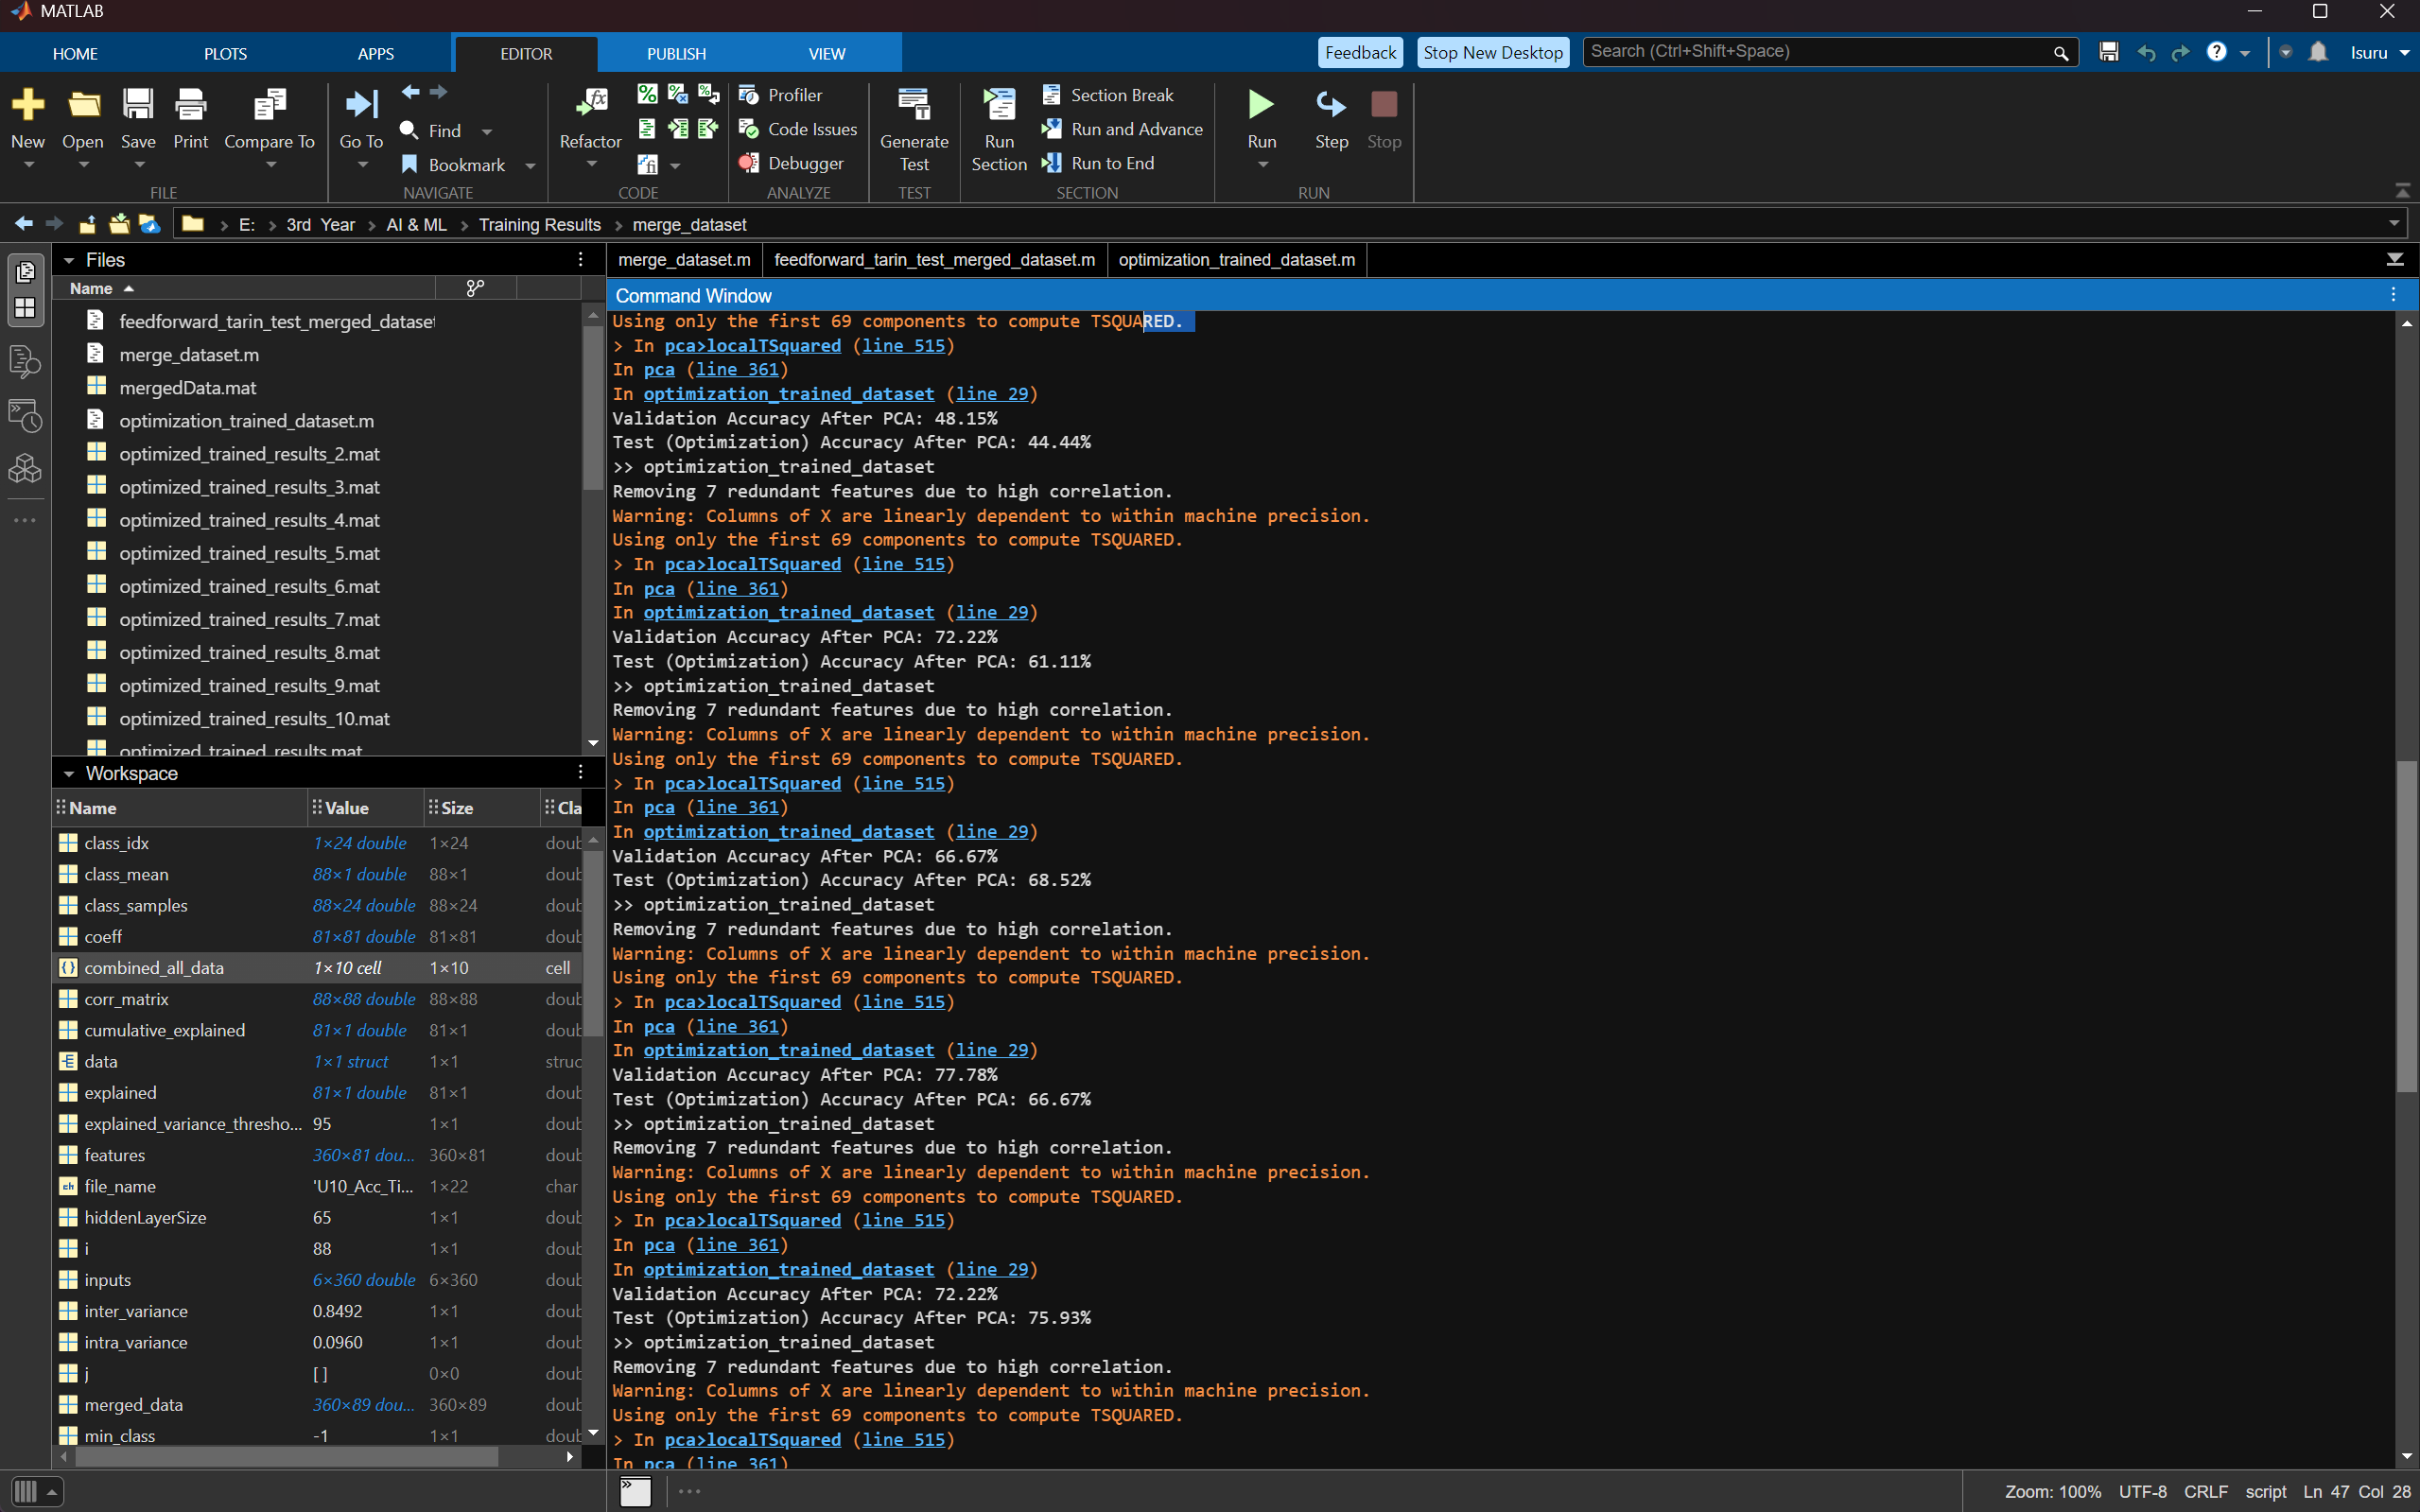 MATLAB
HOME PLOTS APPS EDITOR PUBLISH VIEW Feedback Stop New Desktop Search (Ctrl+Shift+Space) Isuru
New Open Save Print Compare To
FILE
Go To Find Bookmark
NAVIGATE
Refactor
CODE
Profiler
Code Issues
Debugger
ANALYZE
Generate Test
TEST
Run Section
Section Break
Run and Advance
Run to End
SECTION
Run Step Stop
RUN
E: 3rd Year AI & ML Training Results merge_dataset
Files
Name
feedforward_tarin_test_merged_dataset
merge_dataset.m
mergedData.mat
optimization_trained_dataset.m
optimized_trained_results_2.mat
optimized_trained_results_3.mat
optimized_trained_results_4.mat
optimized_trained_results_5.mat
optimized_trained_results_6.mat
optimized_trained_results_7.mat
optimized_trained_results_8.mat
optimized_trained_results_9.mat
optimized_trained_results_10.mat
optimized_trained_results.mat
Workspace
Name Value Size Cla
class_idx 1×24 double 1×24 doub
class_mean 88×1 double 88×1 doub
class_samples 88×24 double 88×24 doub
coeff 81×81 double 81×81 doub
combined_all_data 1×10 cell 1×10 cell
corr_matrix 88×88 double 88×88 doub
cumulative_explained 81×1 double 81×1 doub
data 1×1 struct 1×1 struc
explained 81×1 double 81×1 doub
explained_variance_thresho... 95 1×1 doub
features 360×81 dou... 360×81 doub
file_name 'U10_Acc_Ti... 1×22 char
hiddenLayerSize 65 1×1 doub
i 88 1×1 doub
inputs 6×360 double 6×360 doub
inter_variance 0.8492 1×1 doub
intra_variance 0.0960 1×1 doub
j [] 0×0 doub
merged_data 360×89 dou... 360×89 doub
min_class -1 1×1 doub
merge_dataset.m feedforward_tarin_test_merged_dataset.m optimization_trained_dataset.m
Command Window
Using only the first 69 components to compute TSQUARED.
> In pca>localTSquared (line 515)
In pca (line 361)
In optimization_trained_dataset (line 29)
Validation Accuracy After PCA: 48.15%
Test (Optimization) Accuracy After PCA: 44.44%
>> optimization_trained_dataset
Removing 7 redundant features due to high correlation.
Warning: Columns of X are linearly dependent to within machine precision.
Using only the first 69 components to compute TSQUARED.
> In pca>localTSquared (line 515)
In pca (line 361)
In optimization_trained_dataset (line 29)
Validation Accuracy After PCA: 72.22%
Test (Optimization) Accuracy After PCA: 61.11%
>> optimization_trained_dataset
Removing 7 redundant features due to high correlation.
Warning: Columns of X are linearly dependent to within machine precision.
Using only the first 69 components to compute TSQUARED.
> In pca>localTSquared (line 515)
In pca (line 361)
In optimization_trained_dataset (line 29)
Validation Accuracy After PCA: 66.67%
Test (Optimization) Accuracy After PCA: 68.52%
>> optimization_trained_dataset
Removing 7 redundant features due to high correlation.
Warning: Columns of X are linearly dependent to within machine precision.
Using only the first 69 components to compute TSQUARED.
> In pca>localTSquared (line 515)
In pca (line 361)
In optimization_trained_dataset (line 29)
Validation Accuracy After PCA: 77.78%
Test (Optimization) Accuracy After PCA: 66.67%
>> optimization_trained_dataset
Removing 7 redundant features due to high correlation.
Warning: Columns of X are linearly dependent to within machine precision.
Using only the first 69 components to compute TSQUARED.
> In pca>localTSquared (line 515)
In pca (line 361)
In optimization_trained_dataset (line 29)
Validation Accuracy After PCA: 72.22%
Test (Optimization) Accuracy After PCA: 75.93%
>> optimization_trained_dataset
Removing 7 redundant features due to high correlation.
Warning: Columns of X are linearly dependent to within machine precision.
Using only the first 69 components to compute TSQUARED.
> In pca>localTSquared (line 515)
In pca (line 361)
Zoom: 100% UTF-8 CRLF script Ln 47 Col 28